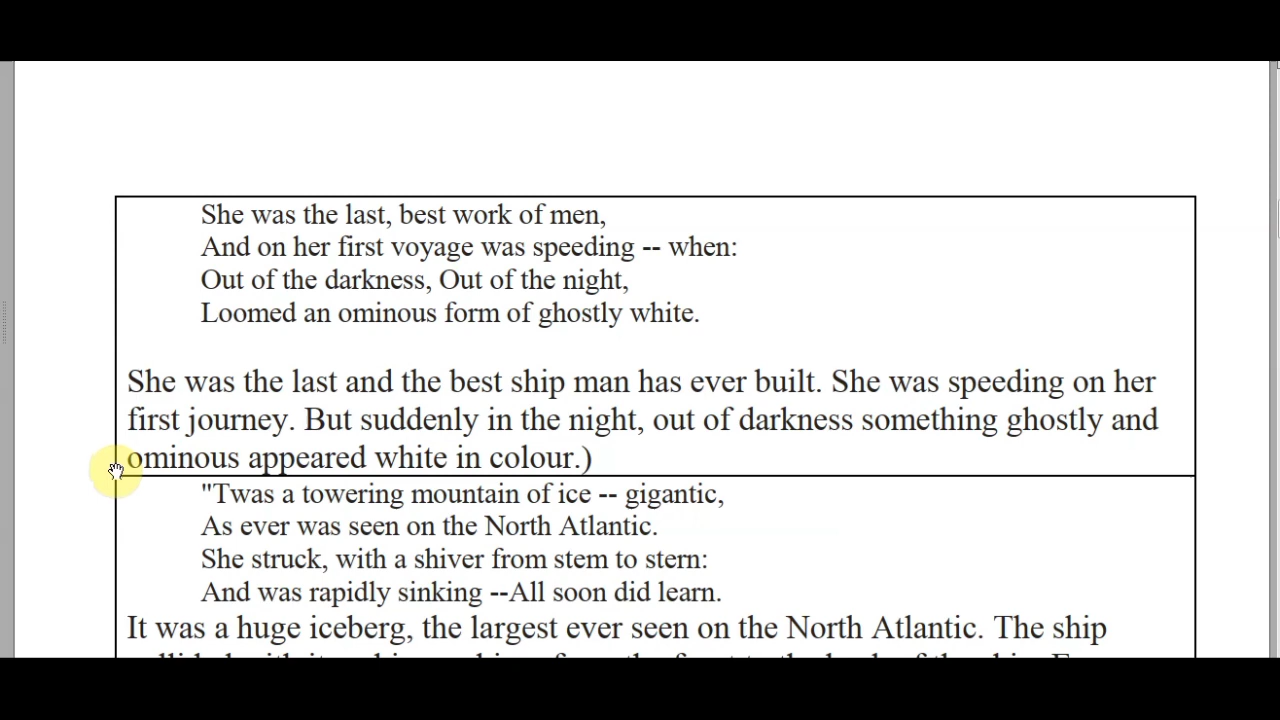 She was the last, best work of men,
And on her first voyage was speeding -- when:
Out of the darkness, Out of the night,
Loomed an ominous form of ghostly white.
She was the last and the best ship man has ever built. She was speeding on her
first journey. But suddenly in the night, out of darkness something ghostly and
ominous appeared white in colour.)
"Twas a towering mountain of ice -- gigantic,
As ever was seen on the North Atlantic.
She struck, with a shiver from stem to stern:
And was rapidly sinking --All soon did learn.
It was a huge iceberg, the largest ever seen on the North Atlantic. The ship